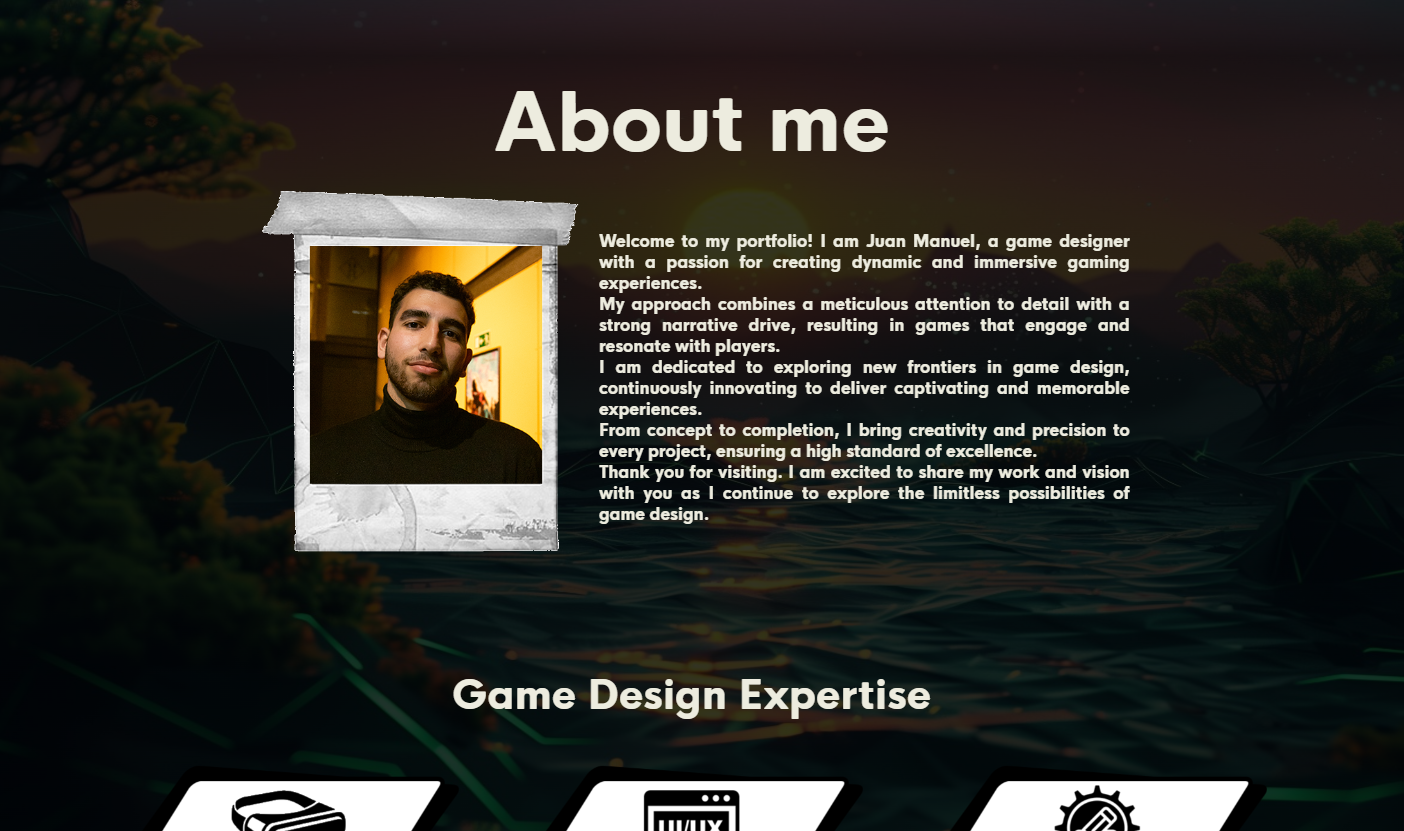 About me
Welcome to my portfolio! I am Juan Manuel, a game designer
with a passion for creating dynamic and immersive gaming
experiences.
My approach combines a meticulous attention to detail with a
strong narrative drive, resulting in games that engage and
resonate with players.
I am dedicated to exploring new frontiers in game design,
continuously innovating to deliver captivating and memorable
experiences.
From concept to completion, I bring creativity and precision to
every project, ensuring a high standard of excellence.
Thank you for visiting. I am excited to share my work and vision
with you as I continue to explore the limitless possibilities of
game design.
Game Design Expertise
UI/UX